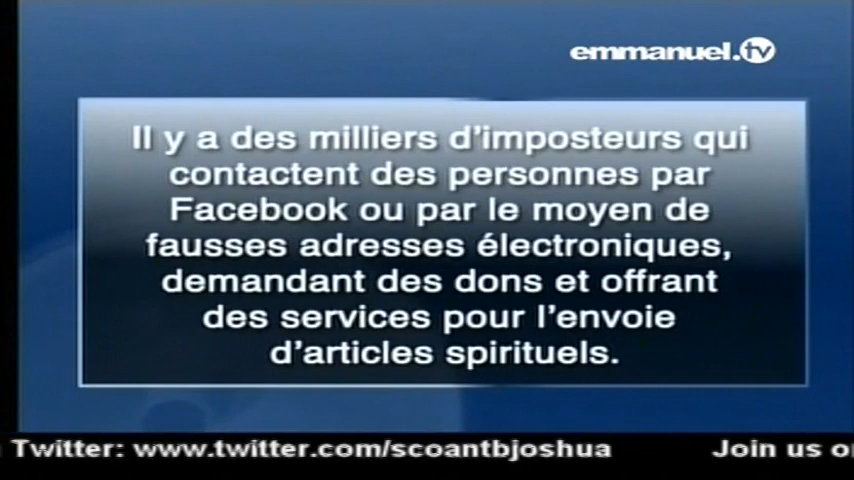 emmanuel.tv
Il y a des milliers d'imposteurs qui
contactent des personnes par
Facebook ou par le moyen de
fausses adresses électroniques,
demandant des dons et offrant
des services pour l'envoie
d'articles spirituels.
Twitter: www.twitter.com/scoantbjoshua Join us